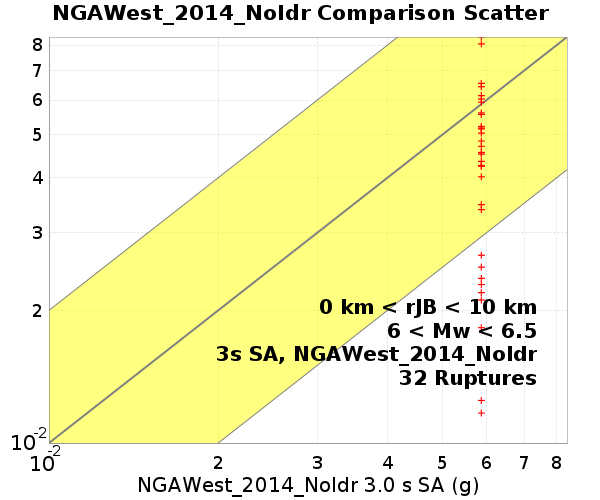 NGAWest_2014_NoIdr Comparison Scatter
8
7
6
5
4
3
2
10-2
10-2
2
3
4
5
6
7
8
0 km < rJB < 10 km
6 < Mw < 6.5
3s SA, NGAWest_2014_NoIdr
32 Ruptures
NGAWest_2014_NoIdr 3.0 s SA (g)